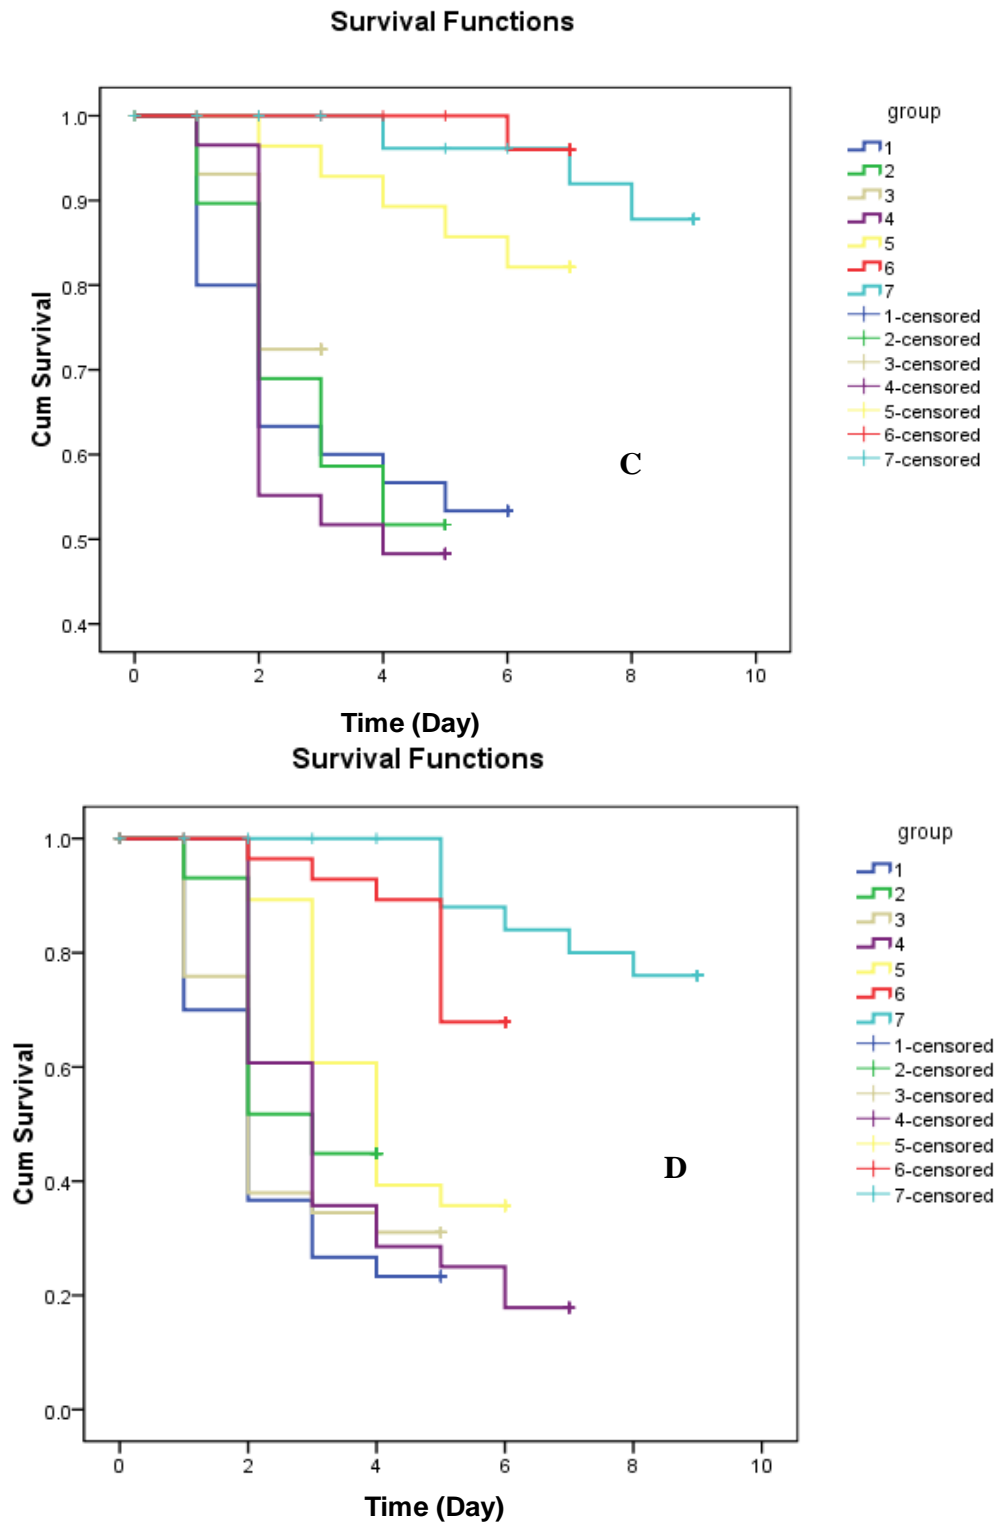 Survival Functions
1.0
0.9
0.8
0.7
0.6
0.5
0.4
Cum Survival
0 2 4 6 8 10
Time (Day)
C
group
1
2
3
4
5
6
7
1-censored
2-censored
3-censored
4-censored
5-censored
6-censored
7-censored
Survival Functions
1.0
0.8
0.6
0.4
0.2
0.0
Cum Survival
0 2 4 6 8 10
Time (Day)
D
group
1
2
3
4
5
6
7
1-censored
2-censored
3-censored
4-censored
5-censored
6-censored
7-censored